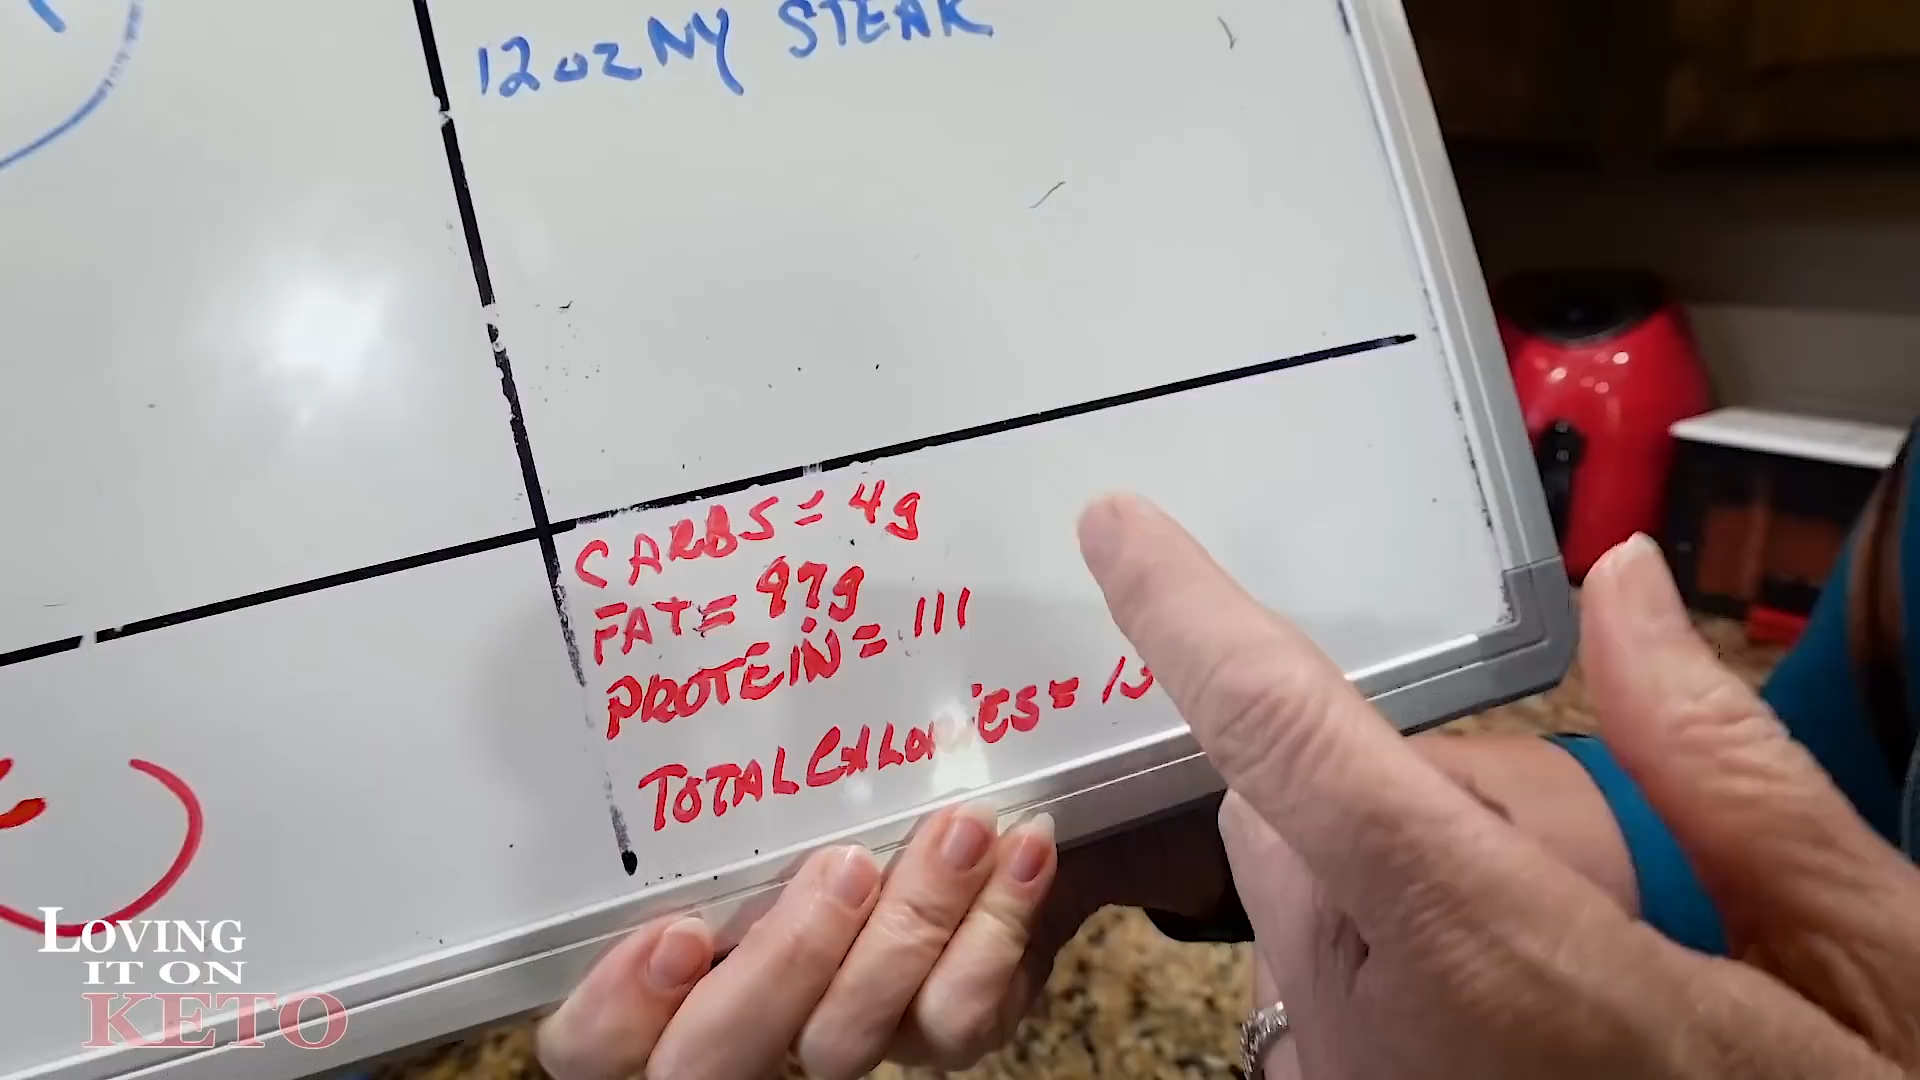 12oz NY STEAK
CARBS = 4g
FAT = 97g
PROTEIN = 111
TOTAL CALORIES =
LOVING
IT ON
KETO